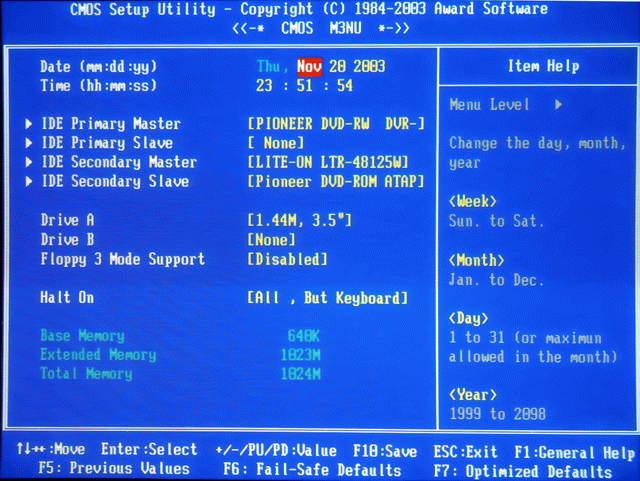 CMOS Setup Utility - Copyright (C) 1984-2003 Award Software
<<-* CMOS M3NU *->>
Date (mm:dd:yy) Thu, Nov 20 2003
Time (hh:mm:ss) 23 : 51 : 54
IDE Primary Master [PIONEER DVD-RW DVR-]
IDE Primary Slave [ None]
IDE Secondary Master [LITE-ON LTR-48125W]
IDE Secondary Slave [Pioneer DVD-ROM ATAP]
Drive A [1.44M, 3.5"]
Drive B [None]
Floppy 3 Mode Support [Disabled]
Halt On [All , But Keyboard]
Base Memory 640K
Extended Memory 1023M
Total Memory 1024M
Item Help
Menu Level ▶
Change the day, month,
year
<Week>
Sun. to Sat.
<Month>
Jan. to Dec.
<Day>
1 to 31 (or maximun
allowed in the month)
<Year>
1999 to 2098
↑↓→←:Move Enter:Select +/-/PU/PD:Value F10:Save ESC:Exit F1:General Help
F5: Previous Values F6: Fail-Safe Defaults F7: Optimized Defaults